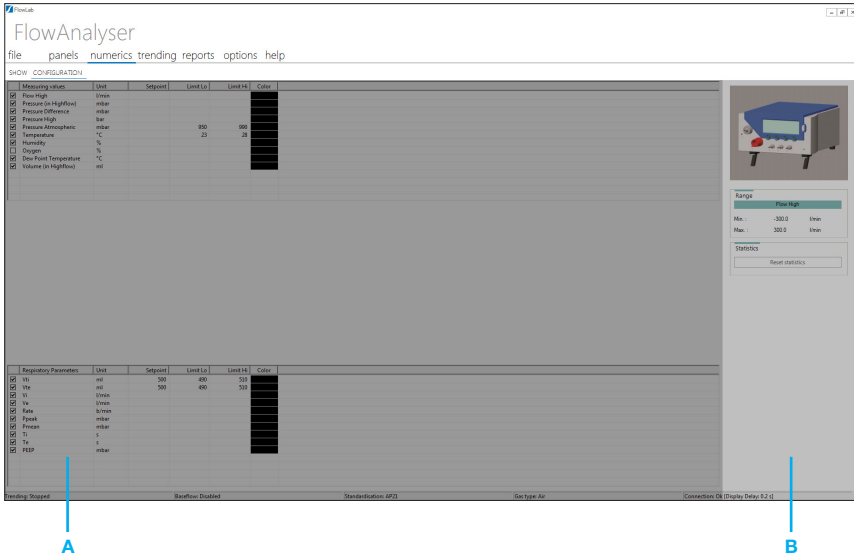 FlowLab
FlowAnalyser
file panels numerics trending reports options help
SHOW CONFIGURATION
Measuring values Unit Setpoint Limit Lo Limit Hi Color
Flow High l/min
Pressure (in Highflow) mbar
Pressure Difference mbar
Pressure High bar
Pressure Atmospheric mbar 950 990
Temperature °C 23 28
Humidity %
Oxygen %
Dew Point Temperature °C
Volume (in Highflow) ml
Range
Flow High
Min. : -300.0 l/min
Max. : 300.0 l/min
Statistics
Reset statistics
Respiratory Parameters Unit Setpoint Limit Lo Limit Hi Color
Vti ml 500 490 510
Vte ml 500 490 510
Vi l/min
Ve l/min
Rate b/min
Ppeak mbar
Pmean mbar
Ti s
Te s
PEEP mbar
Trending: Stopped Baseflow: Disabled Standardisation: AP21 Gas type: Air Connection: Ok [Display Delay: 0.2 s]
A B